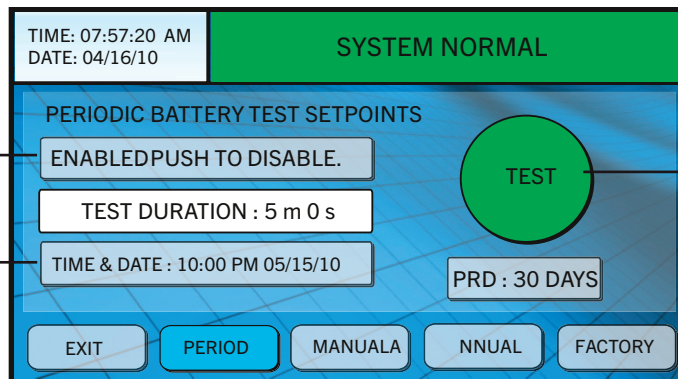 TIME: 07:57:20 AM
DATE: 04/16/10
SYSTEM NORMAL
PERIODIC BATTERY TEST SETPOINTS
ENABLEDPUSH TO DISABLE.
TEST
TEST DURATION : 5 m 0 s
TIME & DATE : 10:00 PM 05/15/10
PRD : 30 DAYS
EXIT
PERIOD
MANUALA
NNUAL
FACTORY